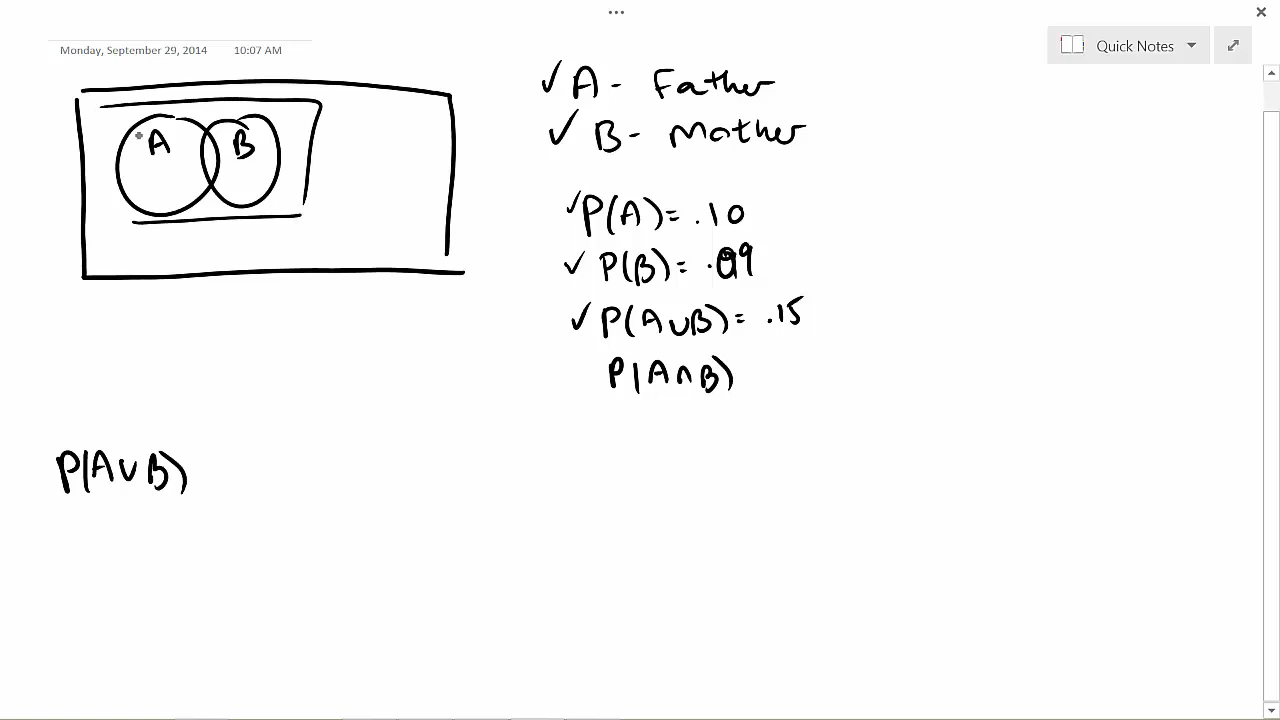 Monday, September 29, 2014 10:07 AM
Quick Notes
A B
✓ A - Father
✓ B - Mother
✓ P(A) = .10
✓ P(B) = .09
✓ P(A∪B) = .15
P(A∩B)
P(A∪B)